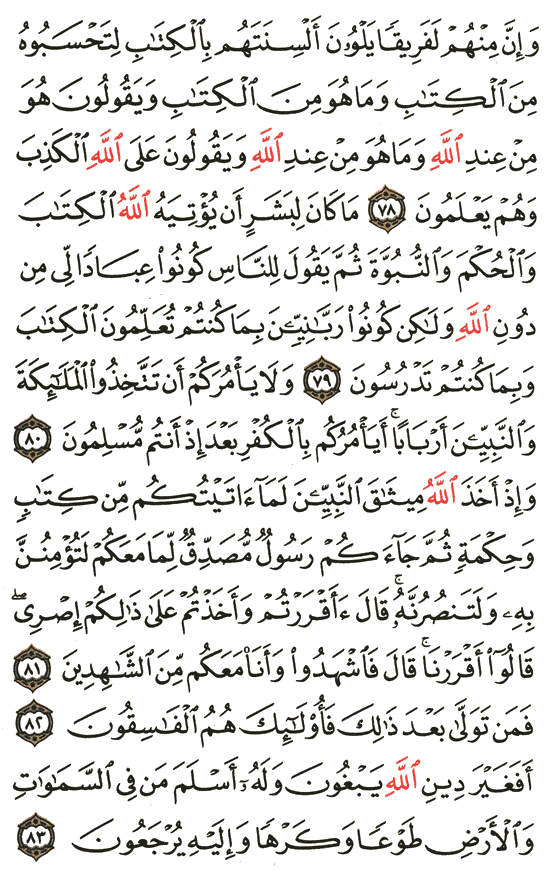 وَإِنَّ مِنْهُمْ لَفَرِيقًا يَلْوُۥنَ أَلْسِنَتَهُم بِٱلْكِتَٰبِ لِتَحْسَبُوهُ
مِنَ ٱلْكِتَٰبِ وَمَا هُوَ مِنَ ٱلْكِتَٰبِ وَيَقُولُونَ هُوَ
مِنْ عِندِ ٱللَّهِ وَمَا هُوَ مِنْ عِندِ ٱللَّهِ وَيَقُولُونَ عَلَى ٱللَّهِ ٱلْكَذِبَ
وَهُمْ يَعْلَمُونَ ٧٨ مَا كَانَ لِبَشَرٍ أَن يُؤْتِيَهُ ٱللَّهُ ٱلْكِتَٰبَ
وَٱلْحُكْمَ وَٱلنُّبُوَّةَ ثُمَّ يَقُولَ لِلنَّاسِ كُونُوا۟ عِبَادًا لِّى مِن
دُونِ ٱللَّهِ وَلَٰكِن كُونُوا۟ رَبَّٰنِيِّۦنَ بِمَا كُنتُمْ تُعَلِّمُونَ ٱلْكِتَٰبَ
وَبِمَا كُنتُمْ تَدْرُسُونَ ٧٩ وَلَا يَأْمُرَكُمْ أَن تَتَّخِذُوا۟ ٱلْمَلَٰٓئِكَةَ
وَٱلنَّبِيِّۦنَ أَرْبَابًا ۗ أَيَأْمُرُكُم بِٱلْكُفْرِ بَعْدَ إِذْ أَنتُم مُّسْلِمُونَ ٨٠
وَإِذْ أَخَذَ ٱللَّهُ مِيثَٰقَ ٱلنَّبِيِّۦنَ لَمَآ ءَاتَيْتُكُم مِّن كِتَٰبٍ
وَحِكْمَةٍ ثُمَّ جَآءَكُمْ رَسُولٌ مُّصَدِّقٌ لِّمَا مَعَكُمْ لَتُؤْمِنُنَّ
بِهِۦ وَلَتَنصُرُنَّهُۥ ۚ قَالَ ءَأَقْرَرْتُمْ وَأَخَذْتُمْ عَلَىٰ ذَٰلِكُمْ إِصْرِى ۖ
قَالُوٓا۟ أَقْرَرْنَا ۚ قَالَ فَٱشْهَدُوا۟ وَأَنَا۠ مَعَكُم مِّنَ ٱلشَّٰهِدِينَ ٨١
فَمَن تَوَلَّىٰ بَعْدَ ذَٰلِكَ فَأُو۟لَٰٓئِكَ هُمُ ٱلْفَٰسِقُونَ ٨٢
أَفَغَيْرَ دِينِ ٱللَّهِ يَبْغُونَ وَلَهُۥٓ أَسْلَمَ مَن فِى ٱلسَّمَٰوَٰتِ
وَٱلْأَرْضِ طَوْعًا وَكَرْهًا وَإِلَيْهِ يُرْجَعُونَ ٨٣